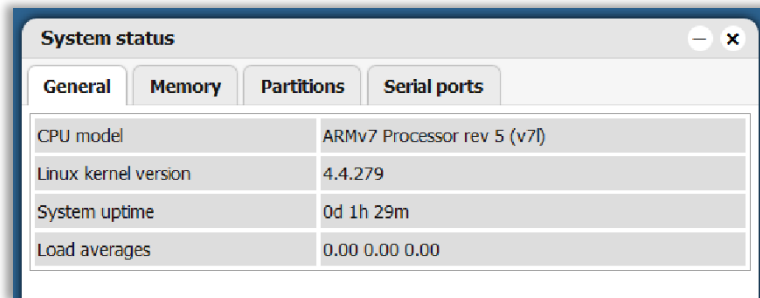 System status
General Memory Partitions Serial ports
CPU model ARMv7 Processor rev 5 (v7l)
Linux kernel version 4.4.279
System uptime 0d 1h 29m
Load averages 0.00 0.00 0.00